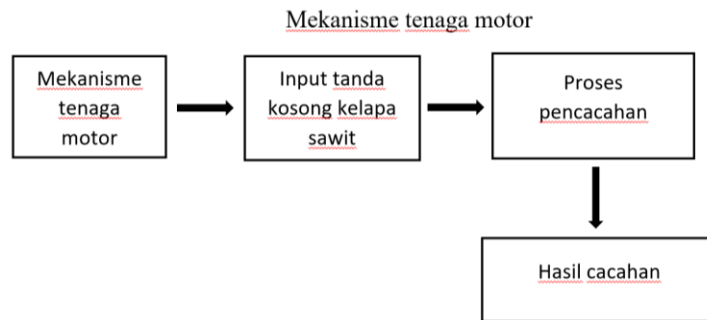 Mekanisme tenaga motor
Mekanisme
tenaga
motor
Input tanda
kosong kelapa
sawit
Proses
pencacahan
Hasil cacahan